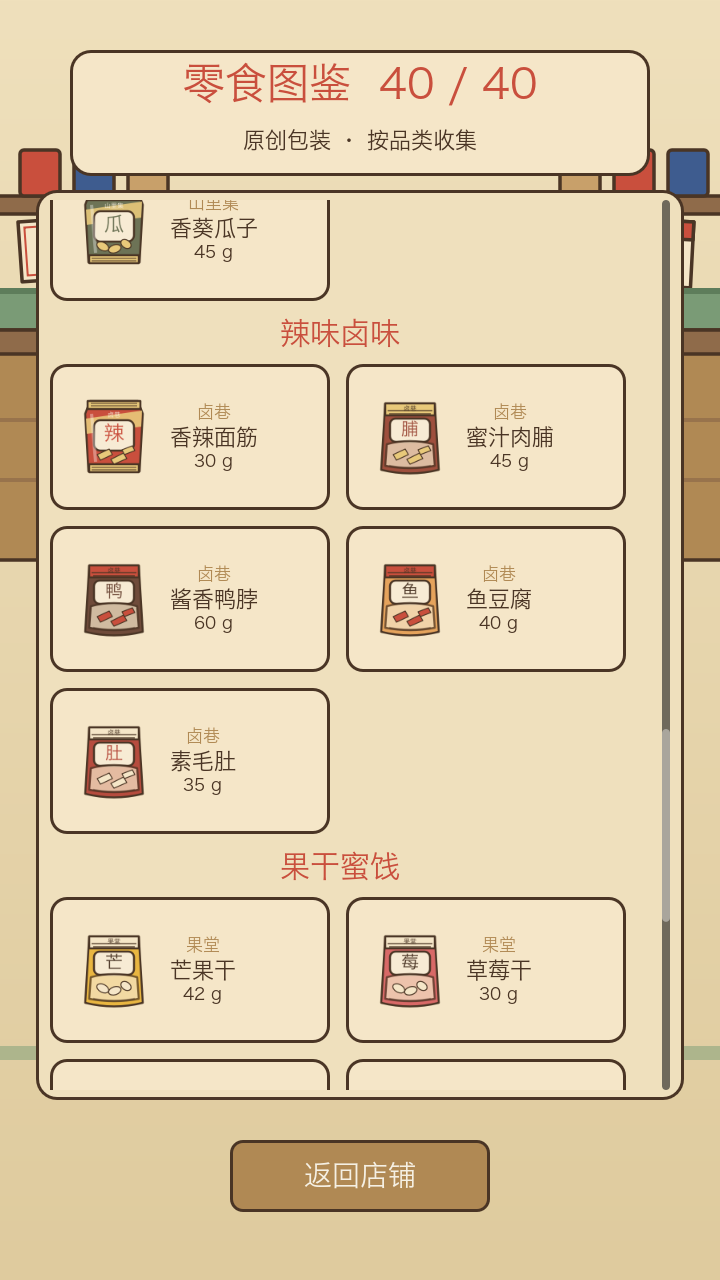 零食图鉴 40 / 40
原创包装 · 按品类收集
山里集
瓜
香葵瓜子
45 g
辣味卤味
卤巷
辣
香辣面筋
30 g
卤巷
脯
蜜汁肉脯
45 g
卤巷
鸭
酱香鸭脖
60 g
卤巷
鱼
鱼豆腐
40 g
卤巷
肚
素毛肚
35 g
果干蜜饯
果堂
芒
芒果干
42 g
果堂
莓
草莓干
30 g
返回店铺